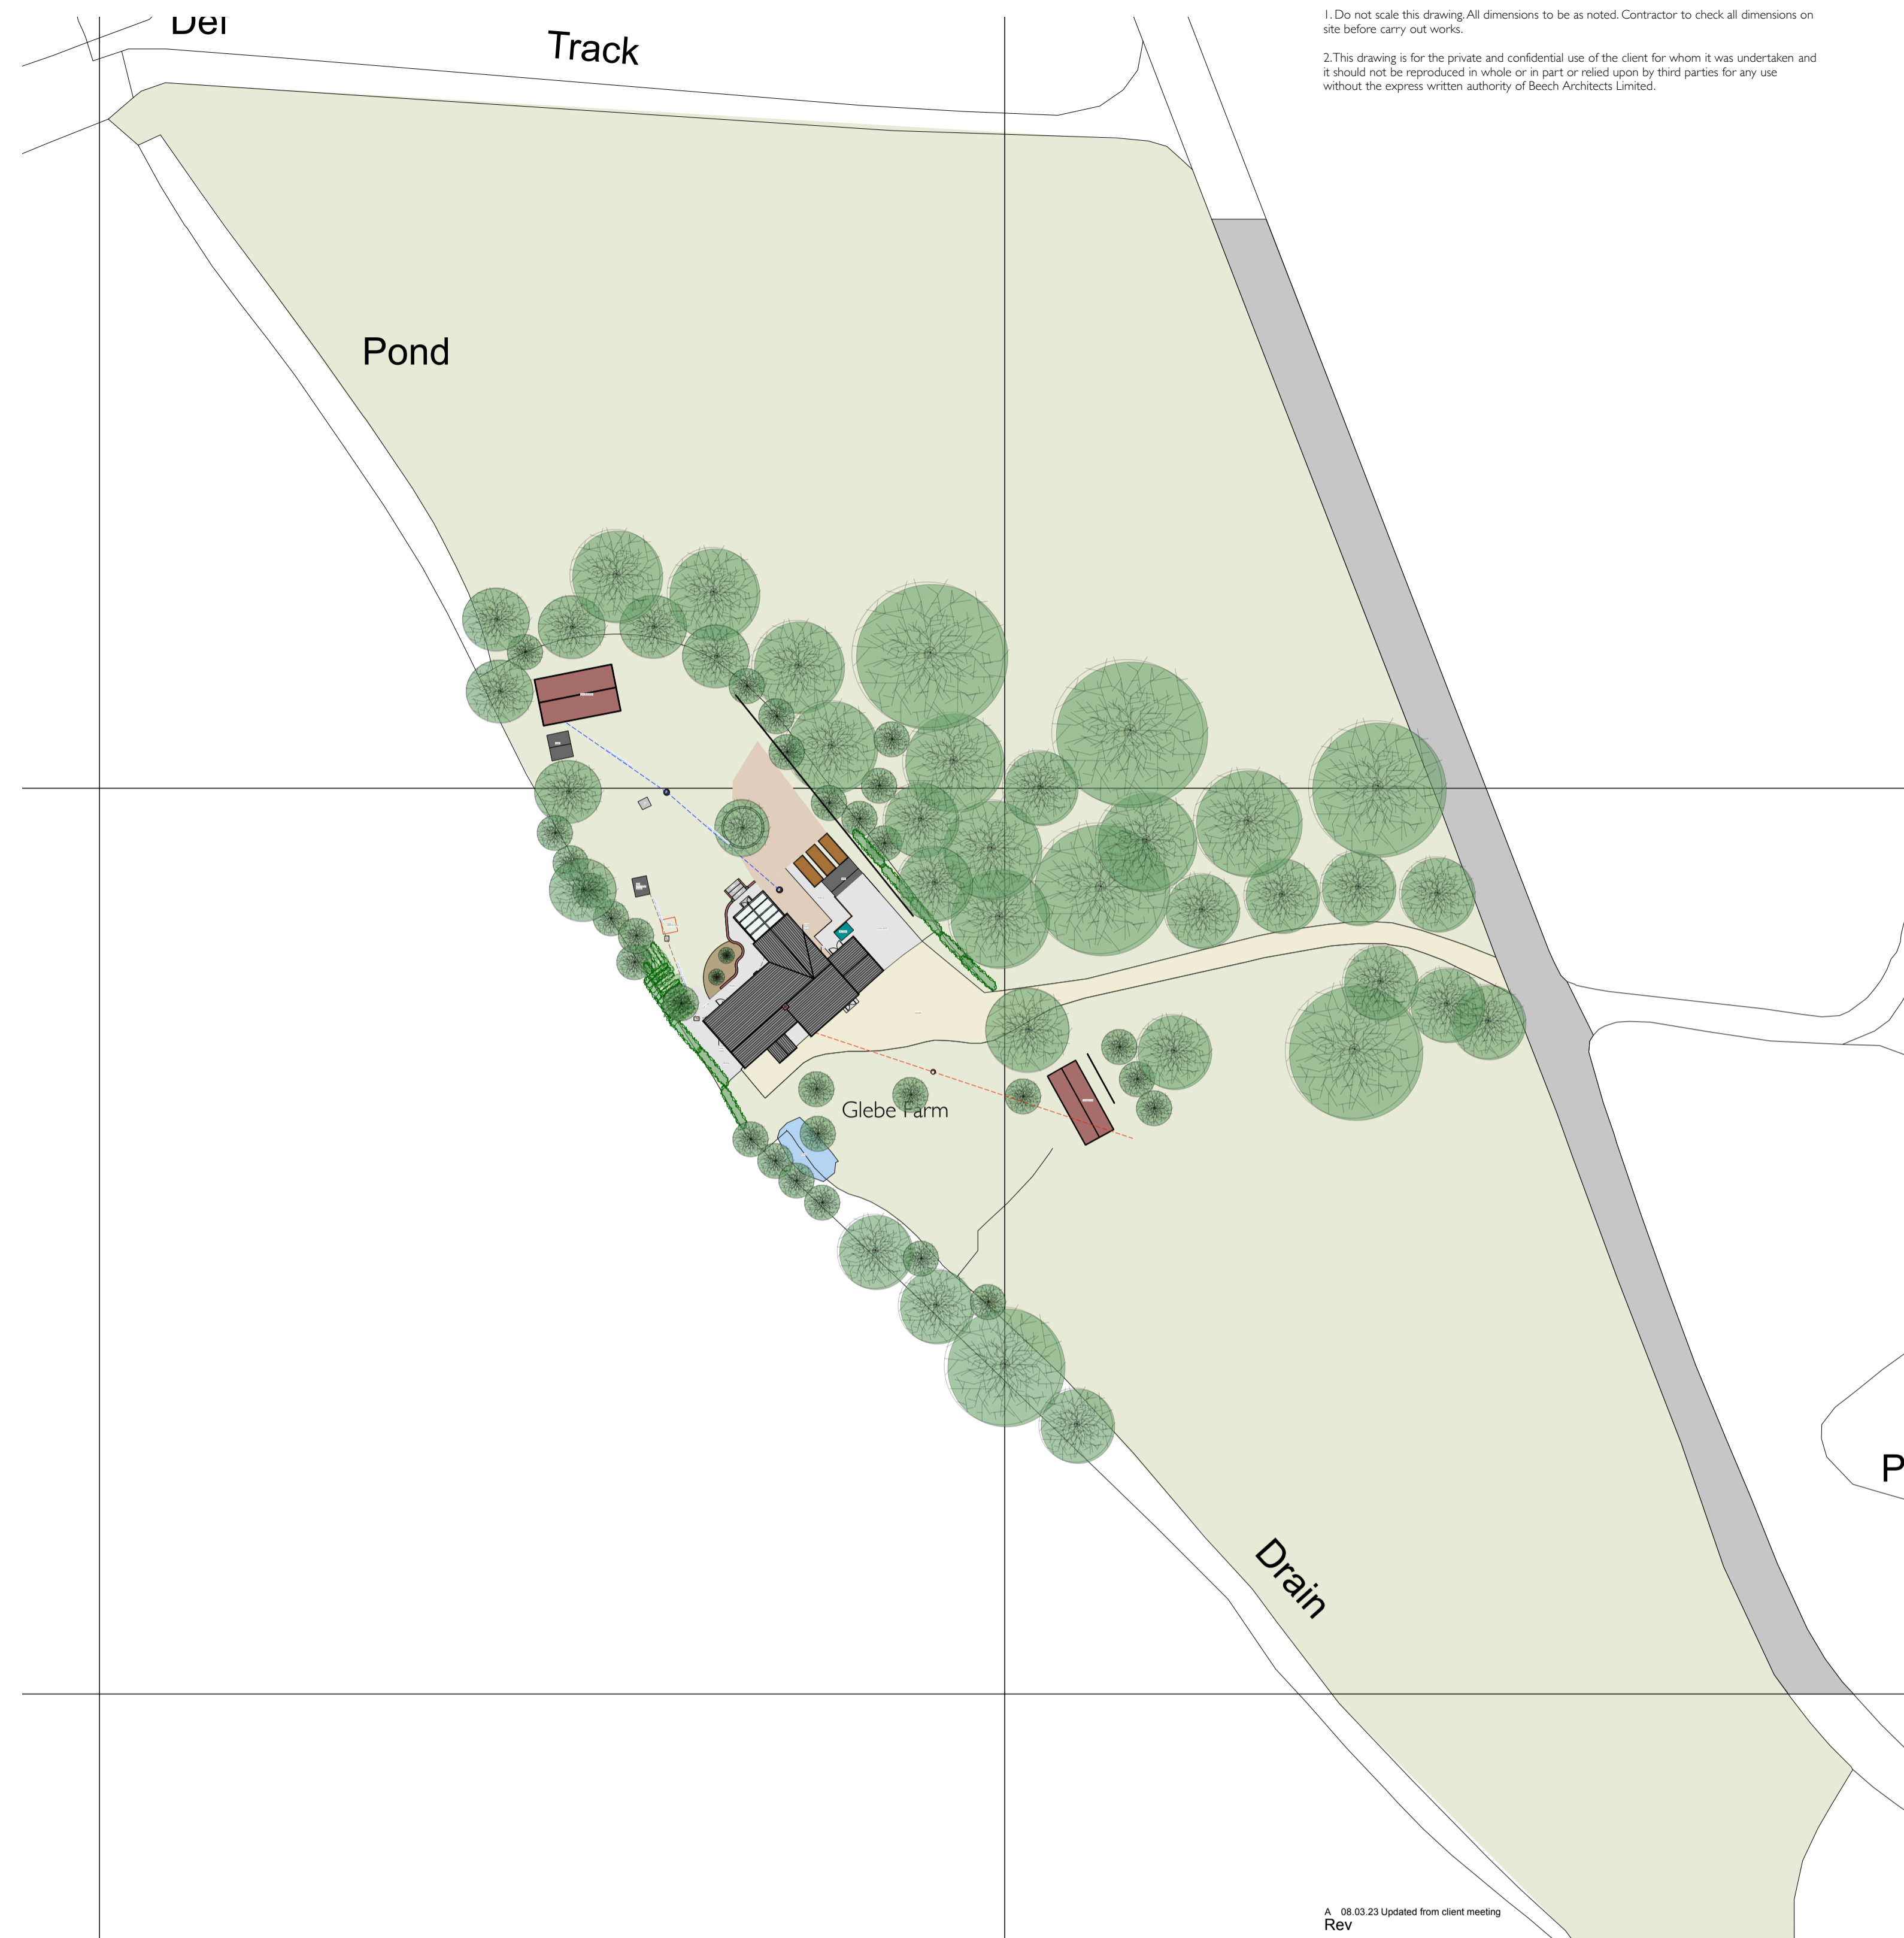 1. Do not scale this drawing. All dimensions to be as noted. Contractor to check all dimensions on
site before carry out works.
2. This drawing is for the private and confidential use of the client for whom it was undertaken and
it should not be reproduced in whole or in part or relied upon by third parties for any use
without the express written authority of Beech Architects Limited.
Track
Pond
Glebe Farm
Drain
A 08.03.23 Updated from client meeting
Rev